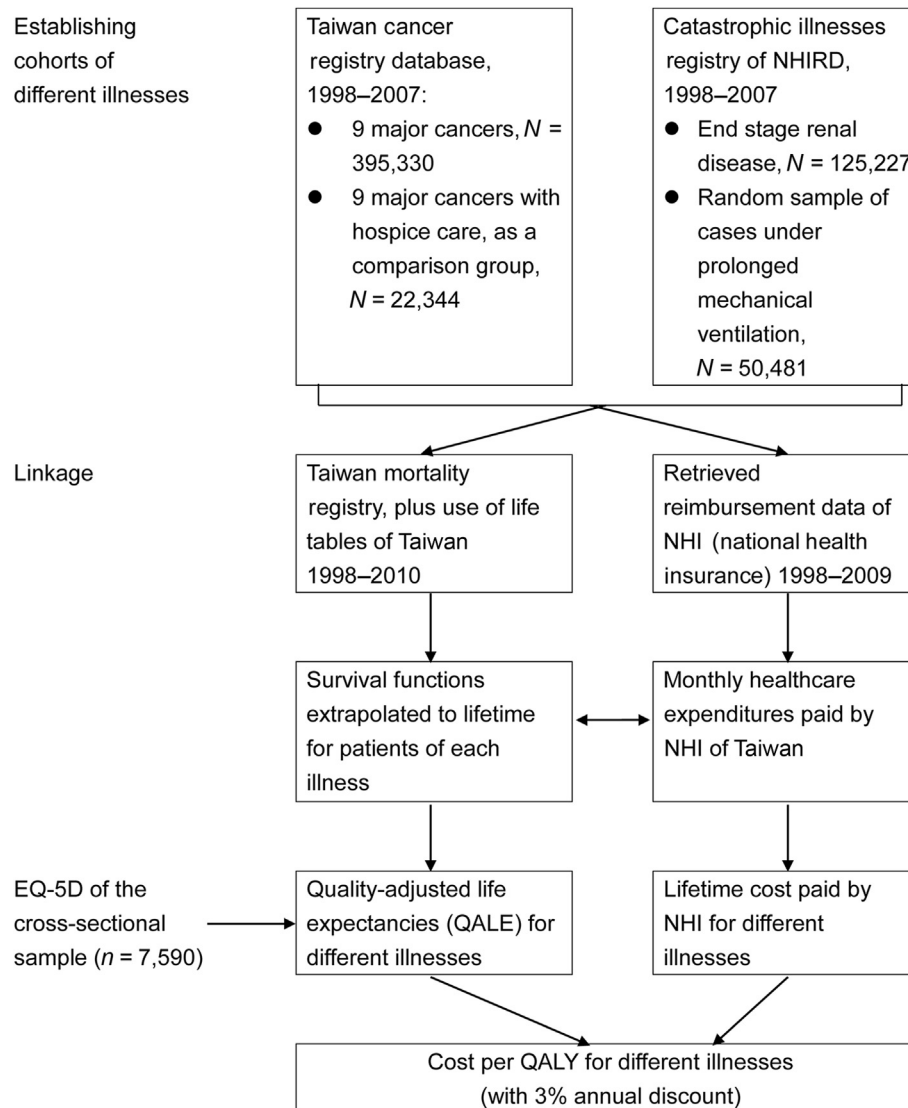 Establishing
cohorts of
different illnesses
Taiwan cancer
registry database,
1998–2007:
● 9 major cancers, N =
395,330
● 9 major cancers with
hospice care, as a
comparison group,
N = 22,344
Catastrophic illnesses
registry of NHIRD,
1998–2007
● End stage renal
disease, N = 125,227
● Random sample of
cases under
prolonged
mechanical
ventilation,
N = 50,481
Linkage
Taiwan mortality
registry, plus use of life
tables of Taiwan
1998–2010
Retrieved
reimbursement data of
NHI (national health
insurance) 1998–2009
Survival functions
extrapolated to lifetime
for patients of each
illness
Monthly healthcare
expenditures paid by
NHI of Taiwan
EQ-5D of the
cross-sectional
sample (n = 7,590)
Quality-adjusted life
expectancies (QALE) for
different illnesses
Lifetime cost paid by
NHI for different
illnesses
Cost per QALY for different illnesses
(with 3% annual discount)